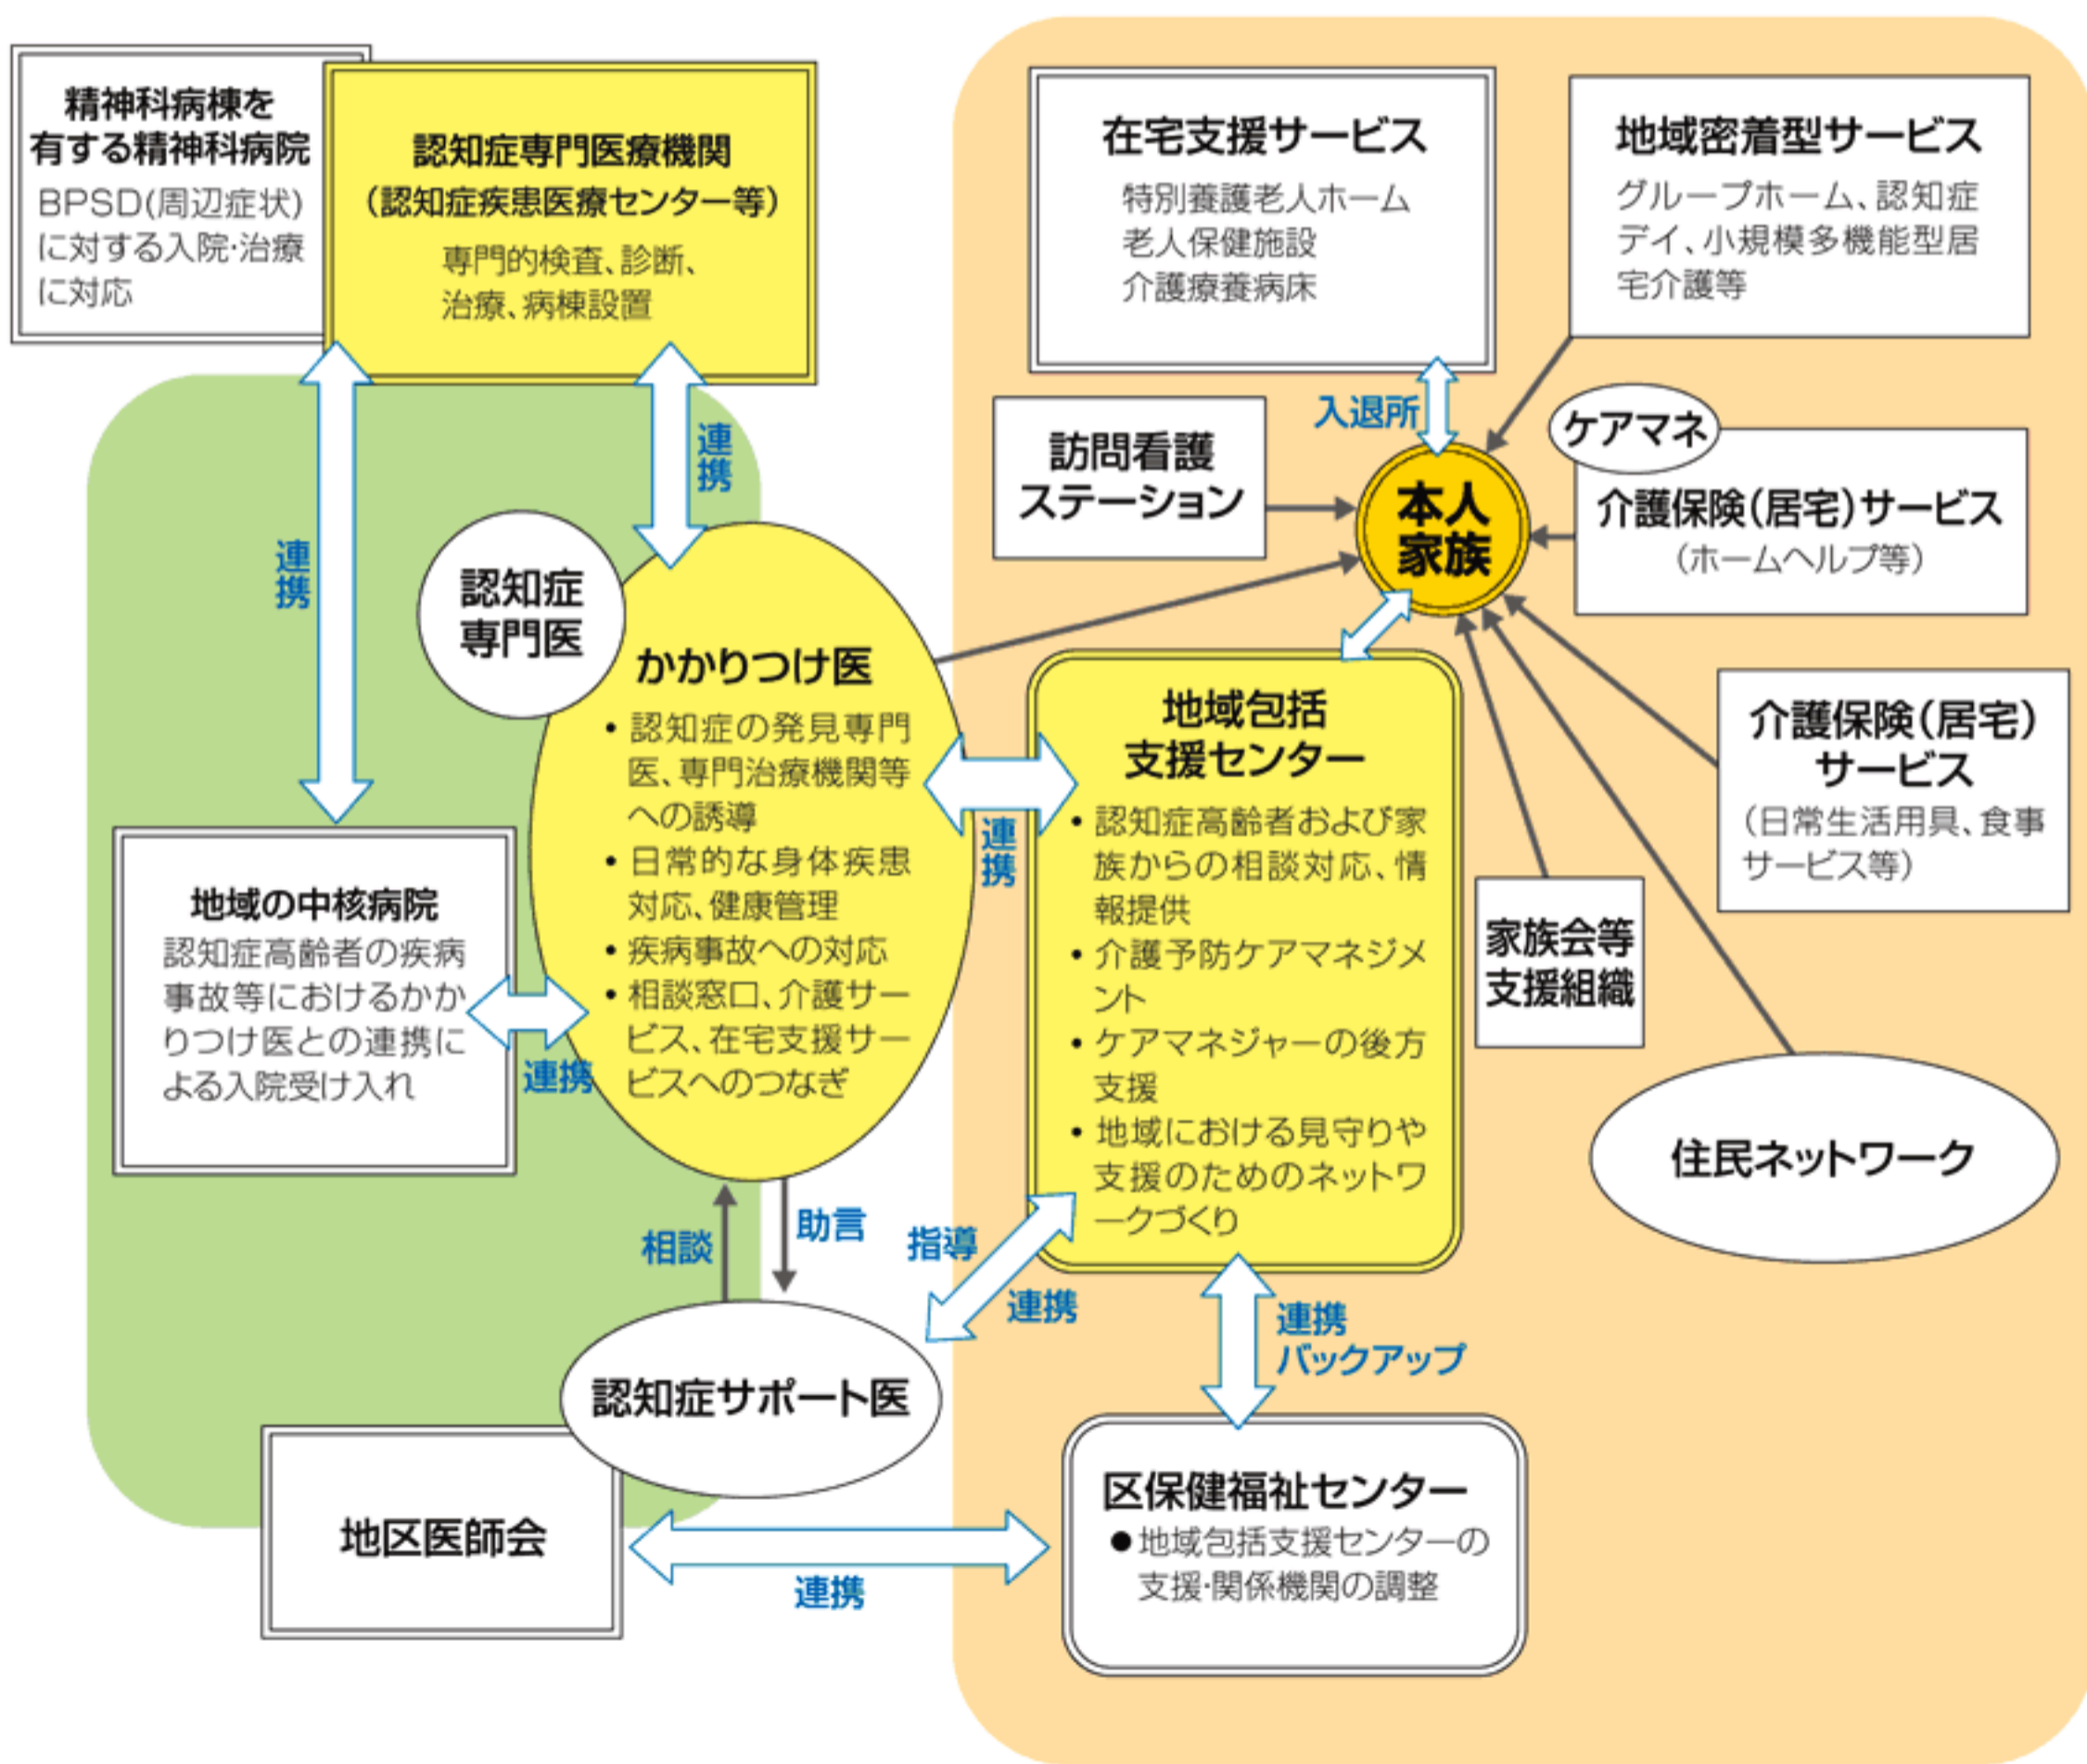 精神科病棟を
有する精神科病院
BPSD(周辺症状)
に対する入院·治療
に対応
認知症専門医療機関
（認知症疾患医療センター等）
専門的検査、診断、
治療、病棟設置
在宅支援サービス
特別養護老人ホーム
老人保健施設
介護療養病床
地域密着型サービス
グループホーム、認知症
デイ、小規模多機能型居
宅介護等
連携
連携
入退所
訪問看護
ステーション
本人
家族
ケアマネ
介護保険（居宅）サービス
（ホームヘルプ等）
認知症
専門医
かかりつけ医
• 認知症の発見専門
医、専門治療機関等
への誘導
• 日常的な身体疾患
対応、健康管理
• 疾病事故への対応
• 相談窓口、介護サー
ビス、在宅支援サー
ビスへのつなぎ
連携
地域包括
支援センター
• 認知症高齢者および家
族からの相談対応、情
報提供
• 介護予防ケアマネジメ
ント
• ケアマネジャーの後方
支援
• 地域における見守りや
支援のためのネットワ
ークづくり
介護保険（居宅）
サービス
（日常生活用具、食事
サービス等）
家族会等
支援組織
住民ネットワーク
地域の中核病院
認知症高齢者の疾病
事故等におけるかか
りつけ医との連携に
よる入院受け入れ
連携
相談
助言
指導
連携
連携
バックアップ
認知症サポート医
地区医師会
連携
区保健福祉センター
●地域包括支援センターの
支援·関係機関の調整